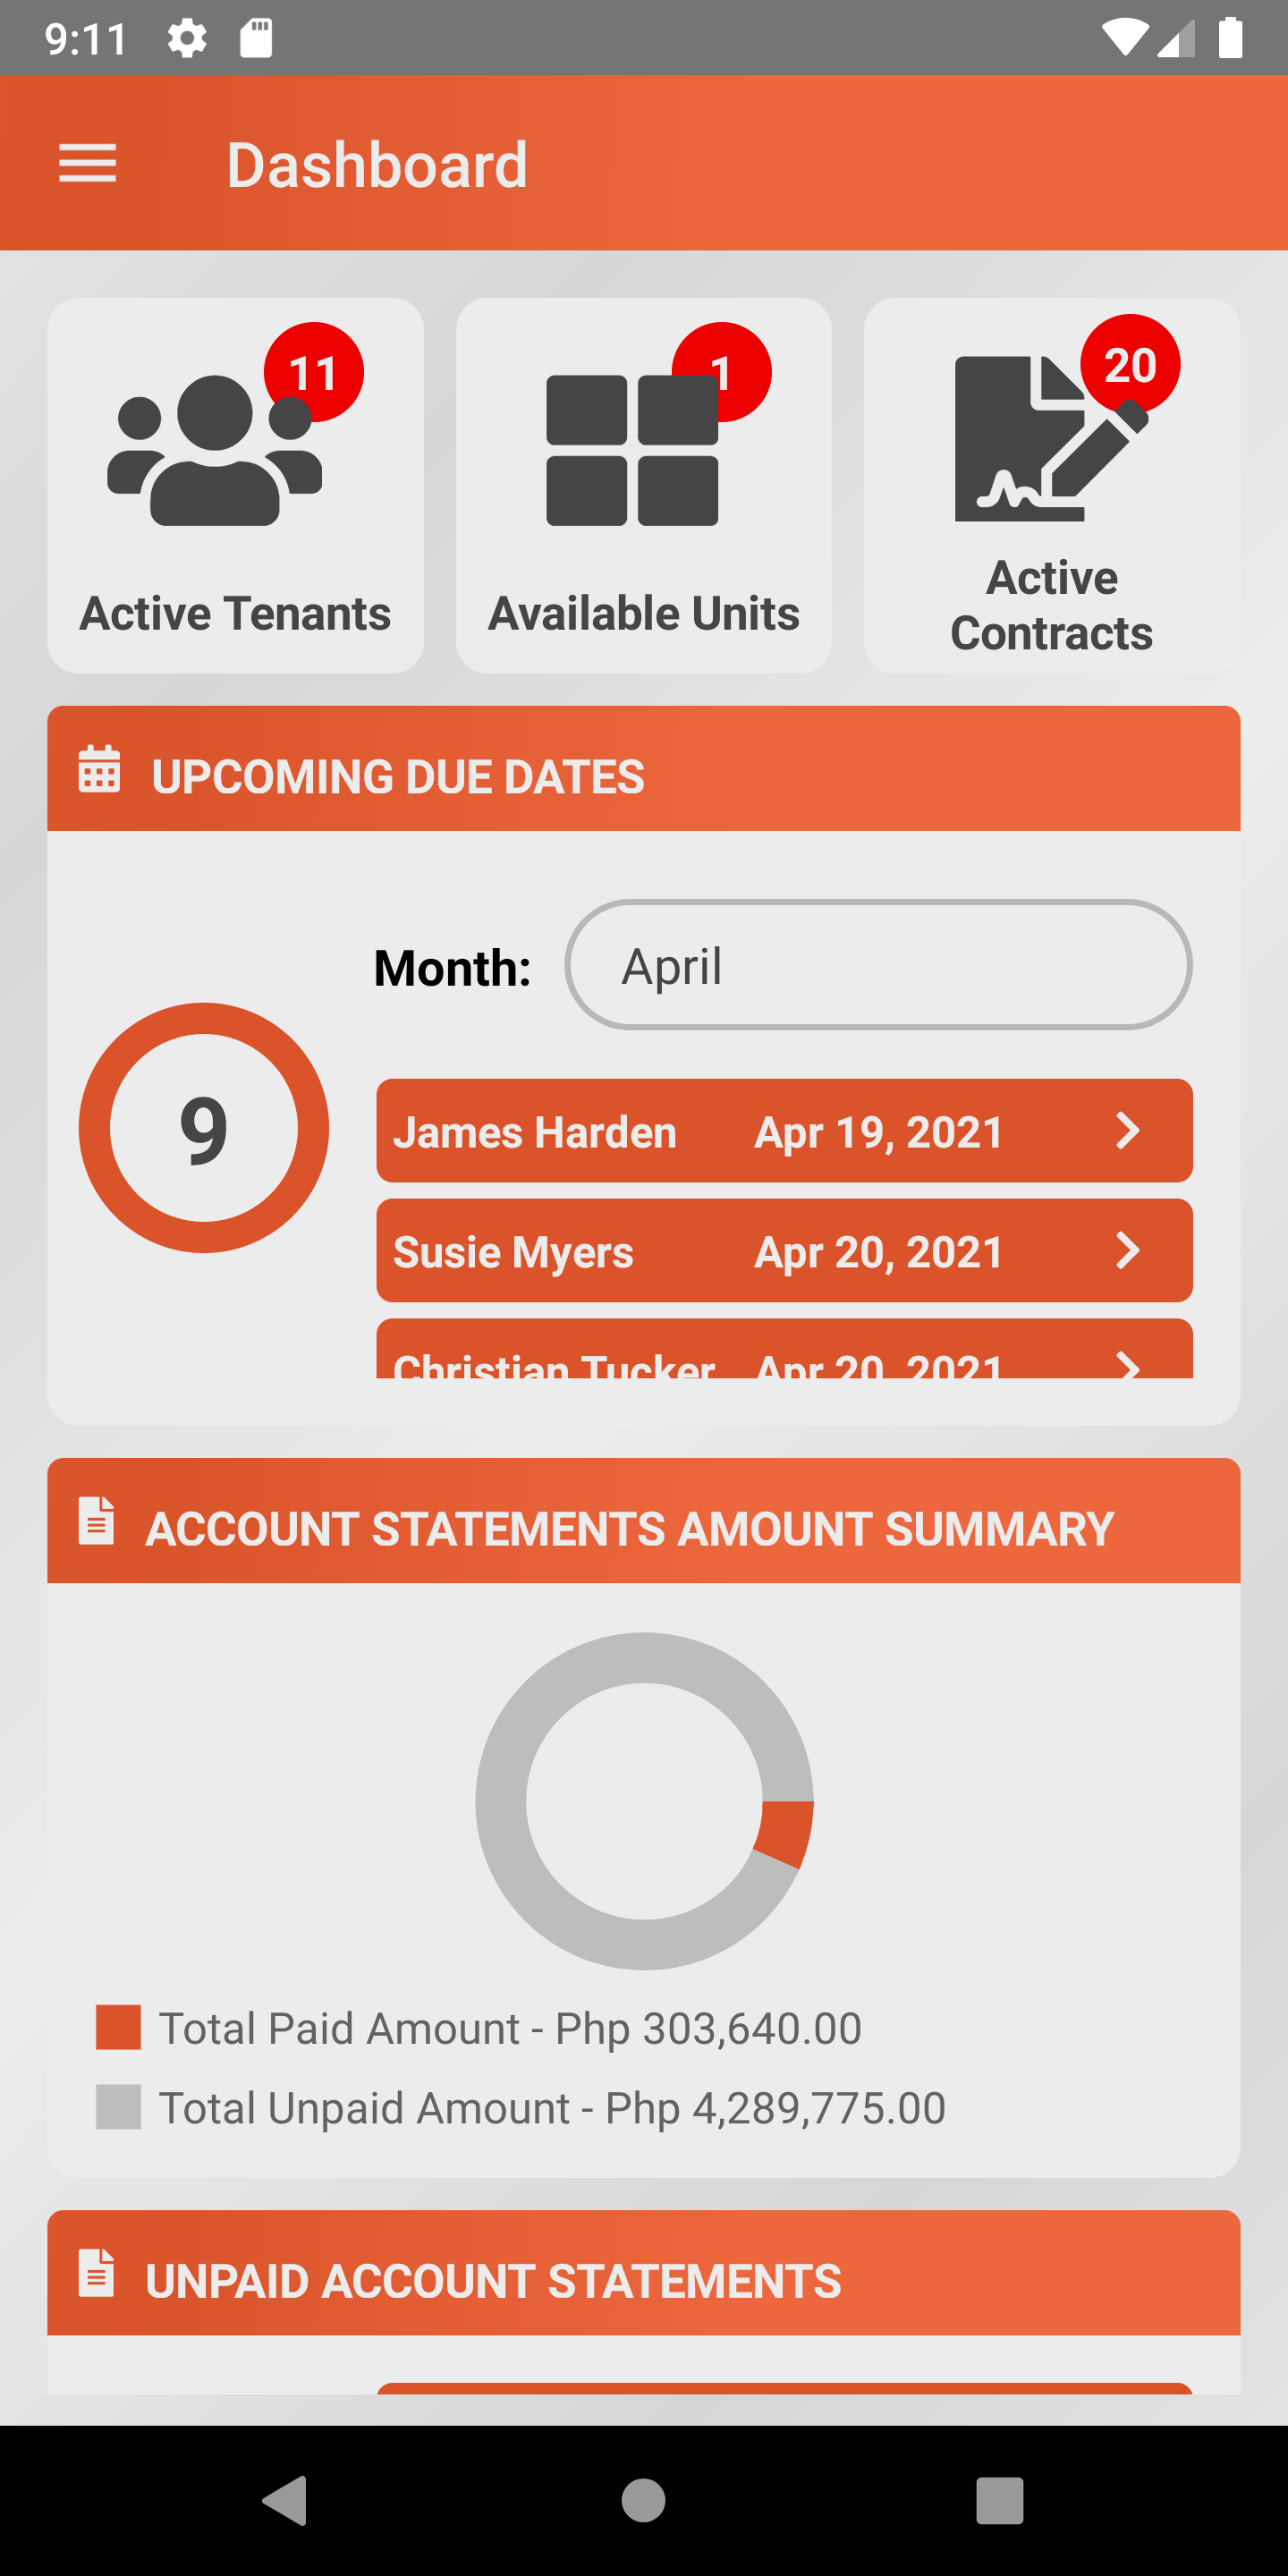 9:11
Dashboard
11
1
20
Active Tenants
Available Units
Active
Contracts
UPCOMING DUE DATES
Month:
April
9
James Harden Apr 19, 2021
Susie Myers Apr 20, 2021
Christian Tucker Apr 20, 2021
ACCOUNT STATEMENTS AMOUNT SUMMARY
Total Paid Amount - Php 303,640.00
Total Unpaid Amount - Php 4,289,775.00
UNPAID ACCOUNT STATEMENTS